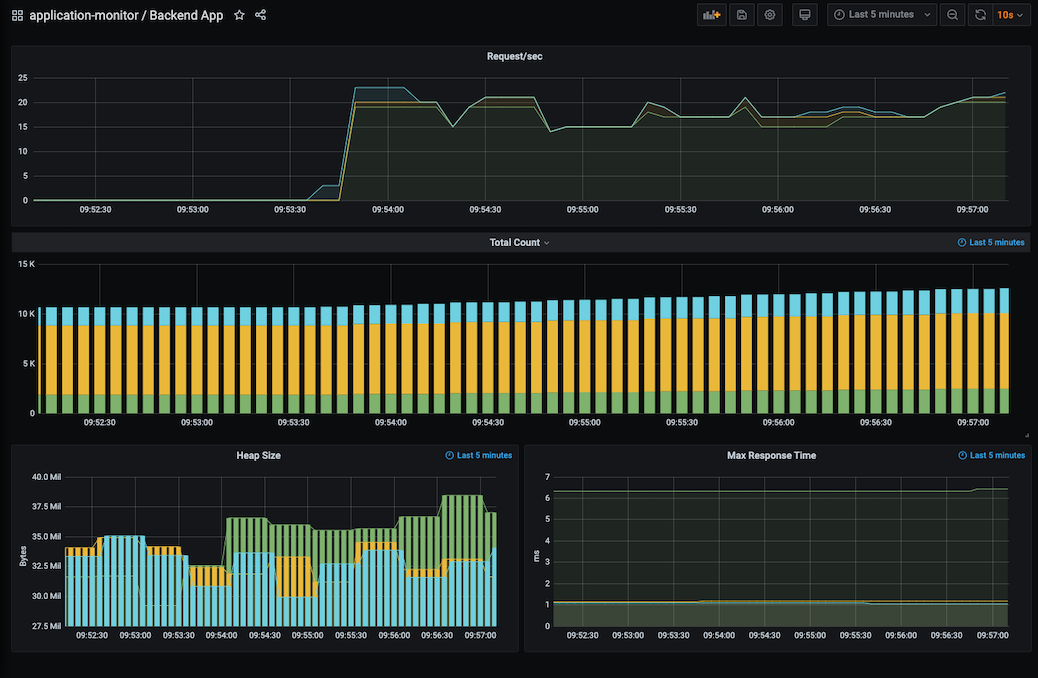 application-monitor / Backend App
Last 5 minutes
10s
Request/sec
25
20
15
10
5
0
09:52:30 09:53:00 09:53:30 09:54:00 09:54:30 09:55:00 09:55:30 09:56:00 09:56:30 09:57:00
Total Count
Last 5 minutes
15 K
10 K
5 K
0
09:52:30 09:53:00 09:53:30 09:54:00 09:54:30 09:55:00 09:55:30 09:56:00 09:56:30 09:57:00
Heap Size
Last 5 minutes
Bytes
40.0 Mil
37.5 Mil
35.0 Mil
32.5 Mil
30.0 Mil
27.5 Mil
09:52:30 09:53:00 09:53:30 09:54:00 09:54:30 09:55:00 09:55:30 09:56:00 09:56:30 09:57:00
Max Response Time
Last 5 minutes
ms
7
6
5
4
3
2
1
0
09:52:30 09:53:00 09:53:30 09:54:00 09:54:30 09:55:00 09:55:30 09:56:00 09:56:30 09:57:00